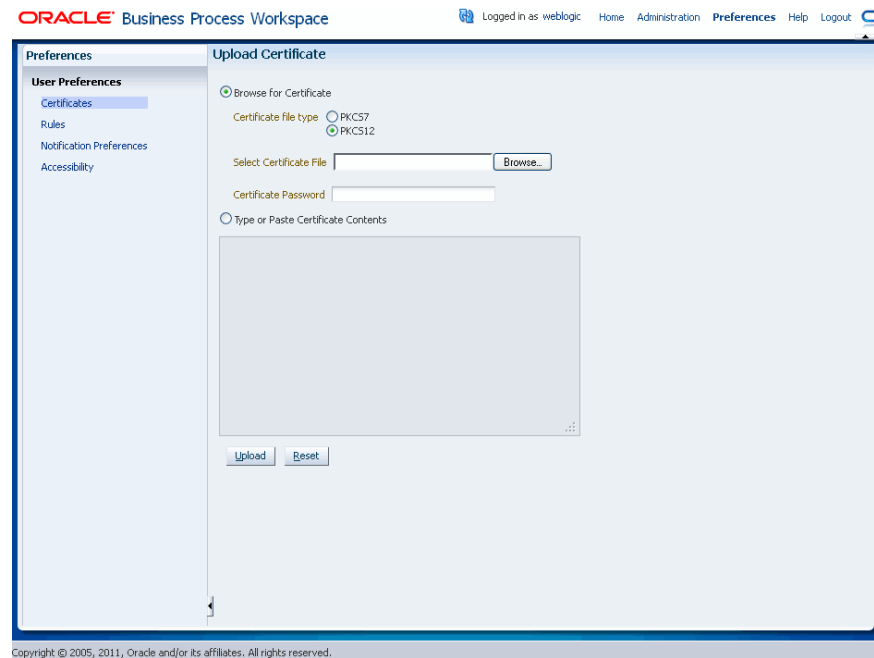 ORACLE Business Process Workspace
Logged in as weblogic Home Administration Preferences Help Logout
Preferences
User Preferences
Certificates
Rules
Notification Preferences
Accessibility
Upload Certificate
Browse for Certificate
Certificate file type PKCS7
PKCS12
Select Certificate File Browse...
Certificate Password
Type or Paste Certificate Contents
Upload Reset
Copyright © 2005, 2011, Oracle and/or its affiliates. All rights reserved.